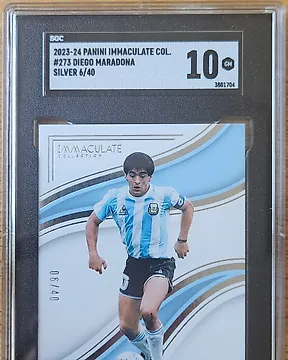 SGC
2023-24 PANINI IMMACULATE COL.
#273 DIEGO MARADONA
SILVER 6/40
10
GM
3801704
IMMACULATE
COLLECTION
06/40